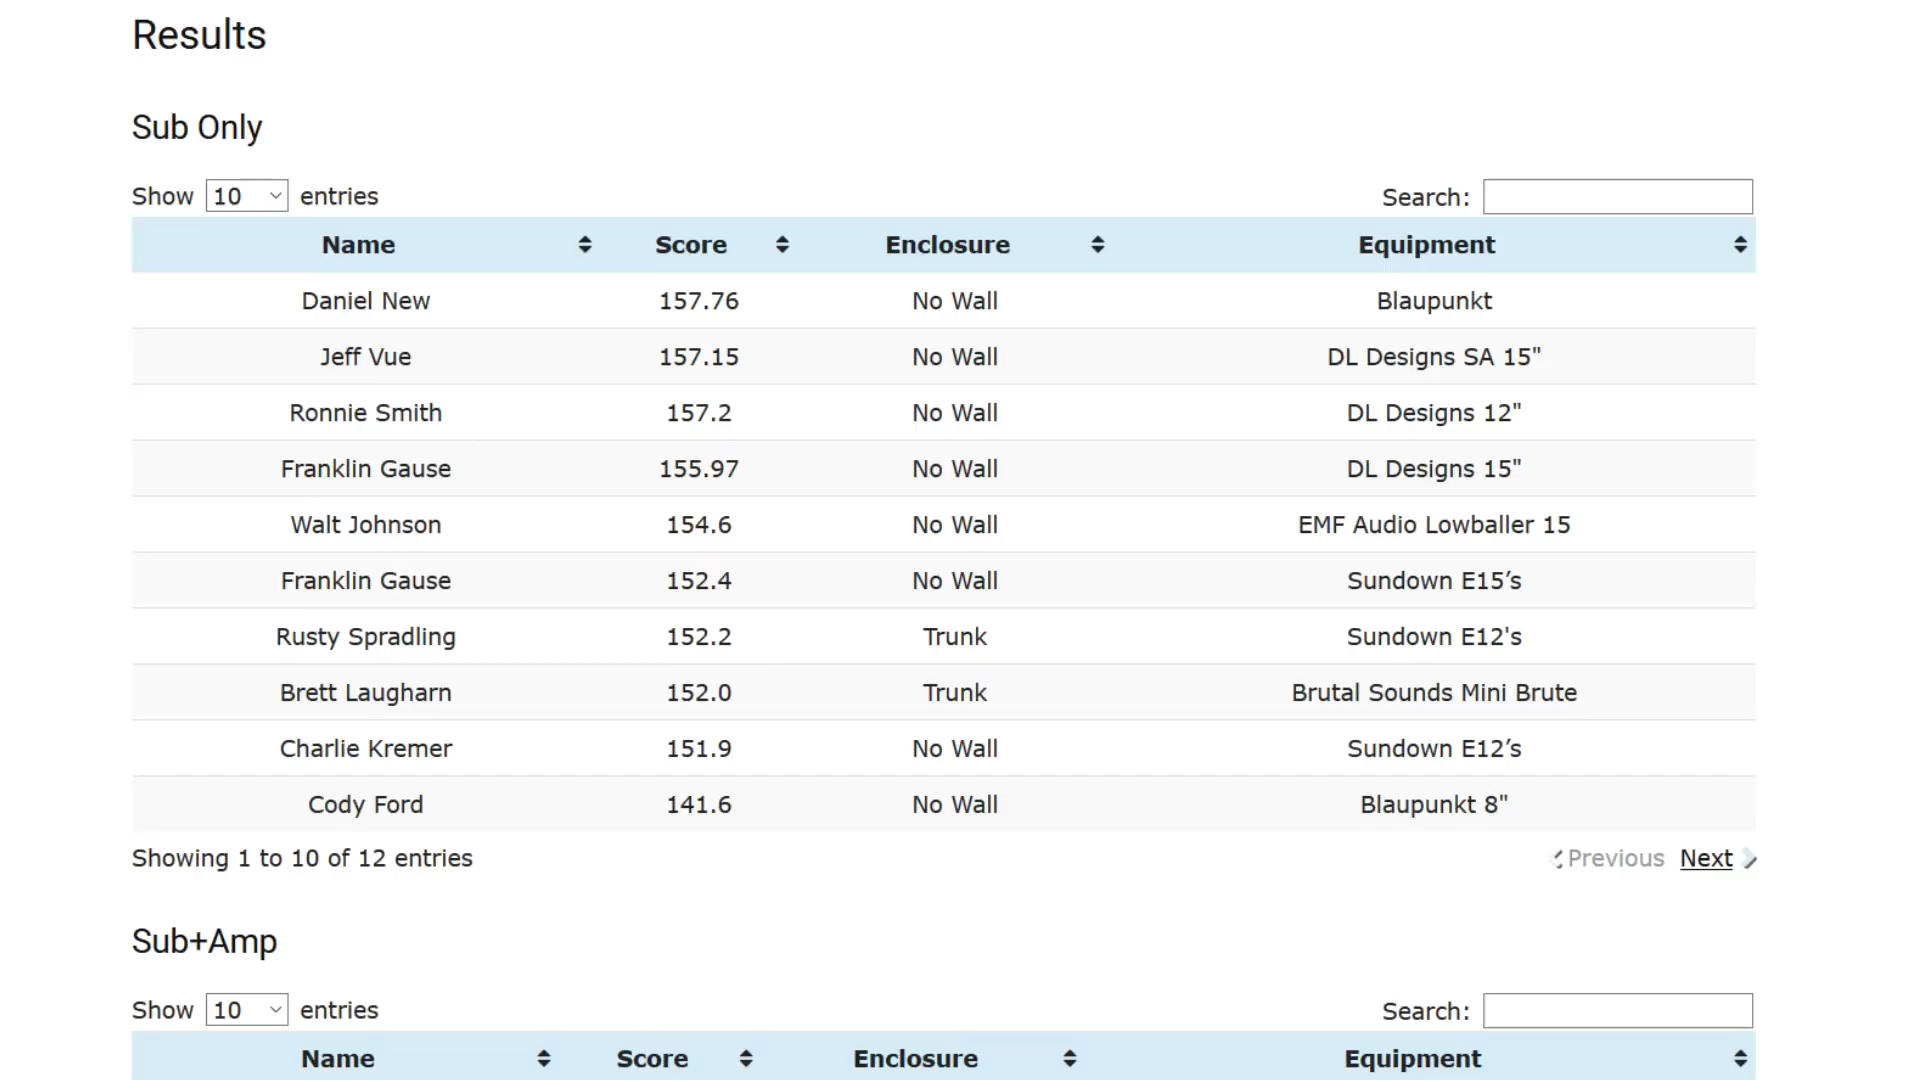 Results
Sub Only
Show 10 entries Search:
Name Score Enclosure Equipment
Daniel New 157.76 No Wall Blaupunkt
Jeff Vue 157.15 No Wall DL Designs SA 15"
Ronnie Smith 157.2 No Wall DL Designs 12"
Franklin Gause 155.97 No Wall DL Designs 15"
Walt Johnson 154.6 No Wall EMF Audio Lowballer 15
Franklin Gause 152.4 No Wall Sundown E15’s
Rusty Spradling 152.2 Trunk Sundown E12's
Brett Laugharn 152.0 Trunk Brutal Sounds Mini Brute
Charlie Kremer 151.9 No Wall Sundown E12’s
Cody Ford 141.6 No Wall Blaupunkt 8"
Showing 1 to 10 of 12 entries Previous Next
Sub+Amp
Show 10 entries Search:
Name Score Enclosure Equipment